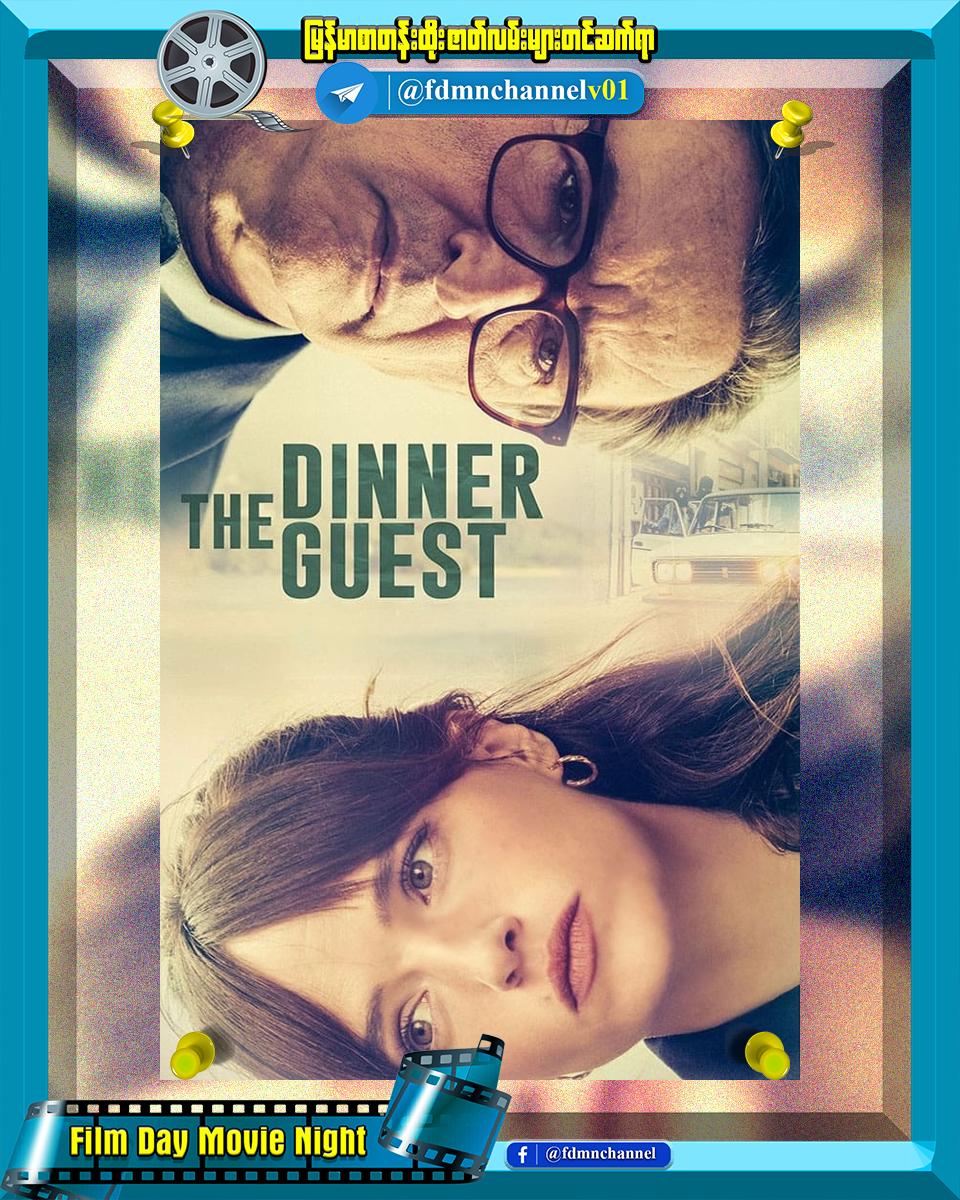 မြန်မာစာတန်းထိုးဇာတ်လမ်းများတင်ဆက်ရာ
@fdmnchannelv01
THE DINNER
GUEST
Film Day Movie Night
f @fdmnchannel